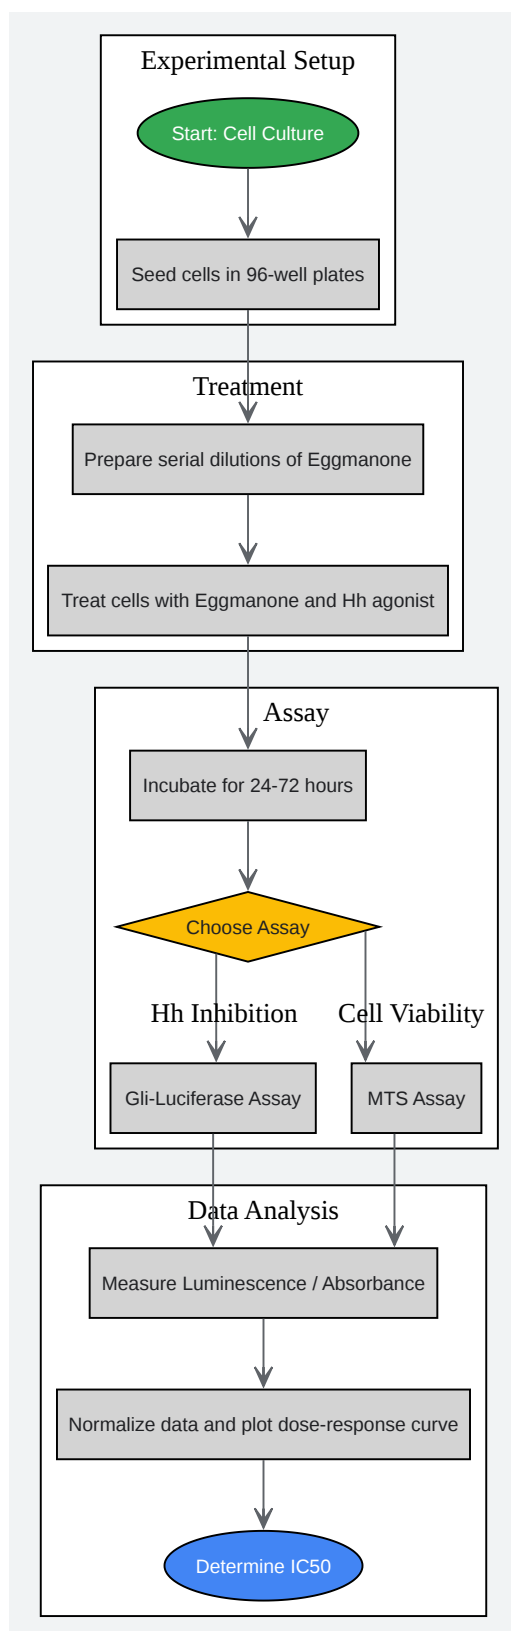 Experimental Setup
Start: Cell Culture
Seed cells in 96-well plates
Treatment
Prepare serial dilutions of Eggmanone
Treat cells with Eggmanone and Hh agonist
Assay
Incubate for 24-72 hours
Choose Assay
Hh Inhibition
Cell Viability
Gli-Luciferase Assay
MTS Assay
Data Analysis
Measure Luminescence / Absorbance
Normalize data and plot dose-response curve
Determine IC50